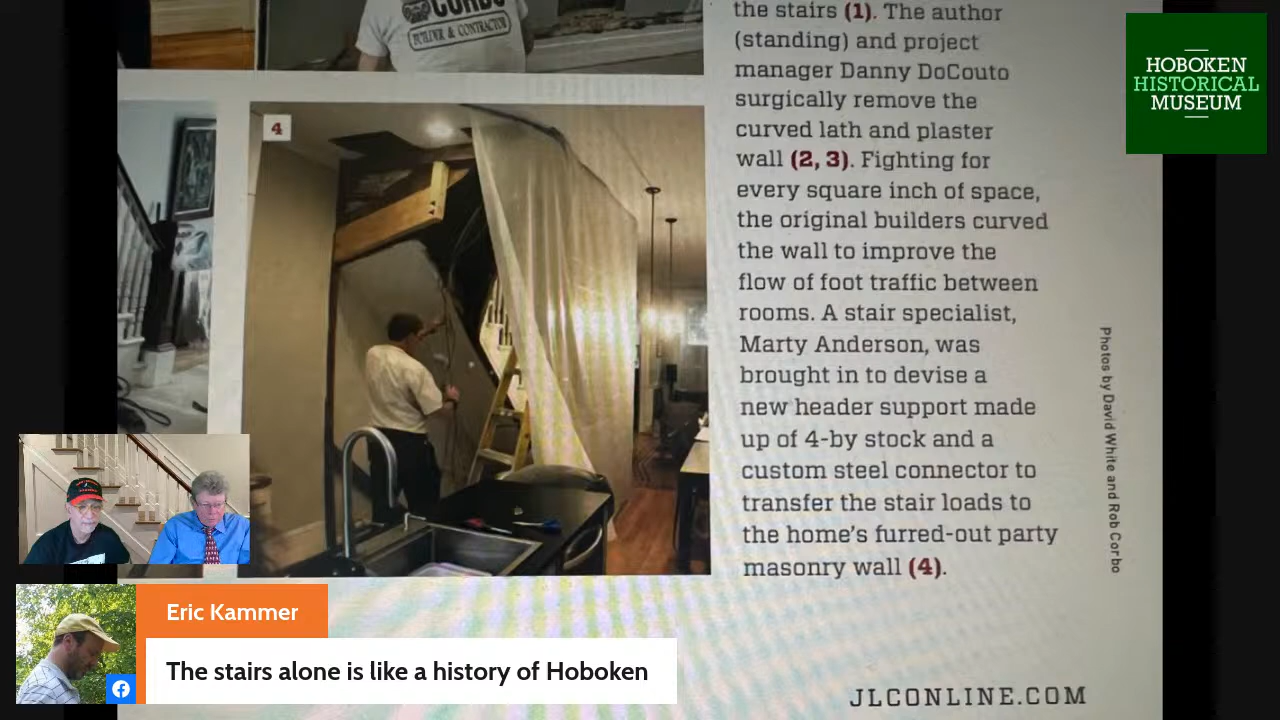 CORBO
BUILDER & CONTRACTOR
the stairs (1). The author
(standing) and project
manager Danny DoCouto
surgically remove the
curved lath and plaster
wall (2, 3). Fighting for
every square inch of space,
the original builders curved
the wall to improve the
flow of foot traffic between
rooms. A stair specialist,
Marty Anderson, was
brought in to devise a
new header support made
up of 4-by stock and a
custom steel connector to
transfer the stair loads to
the home's furred-out party
masonry wall (4).
4
Photos by David White and Rob Corbo
JLCONLINE.COM
HOBOKEN
HISTORICAL
MUSEUM
Eric Kammer
The stairs alone is like a history of Hoboken